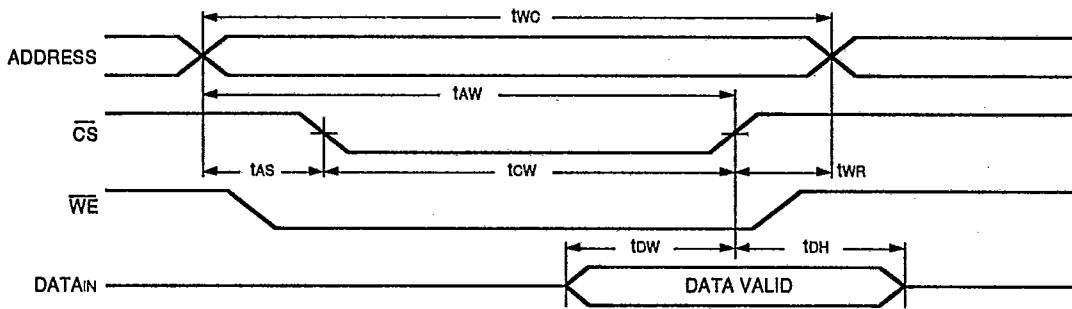 tWC
ADDRESS
tAW
CS
tAS tCW tWR
WE
tDW tDH
DATAIN DATA VALID